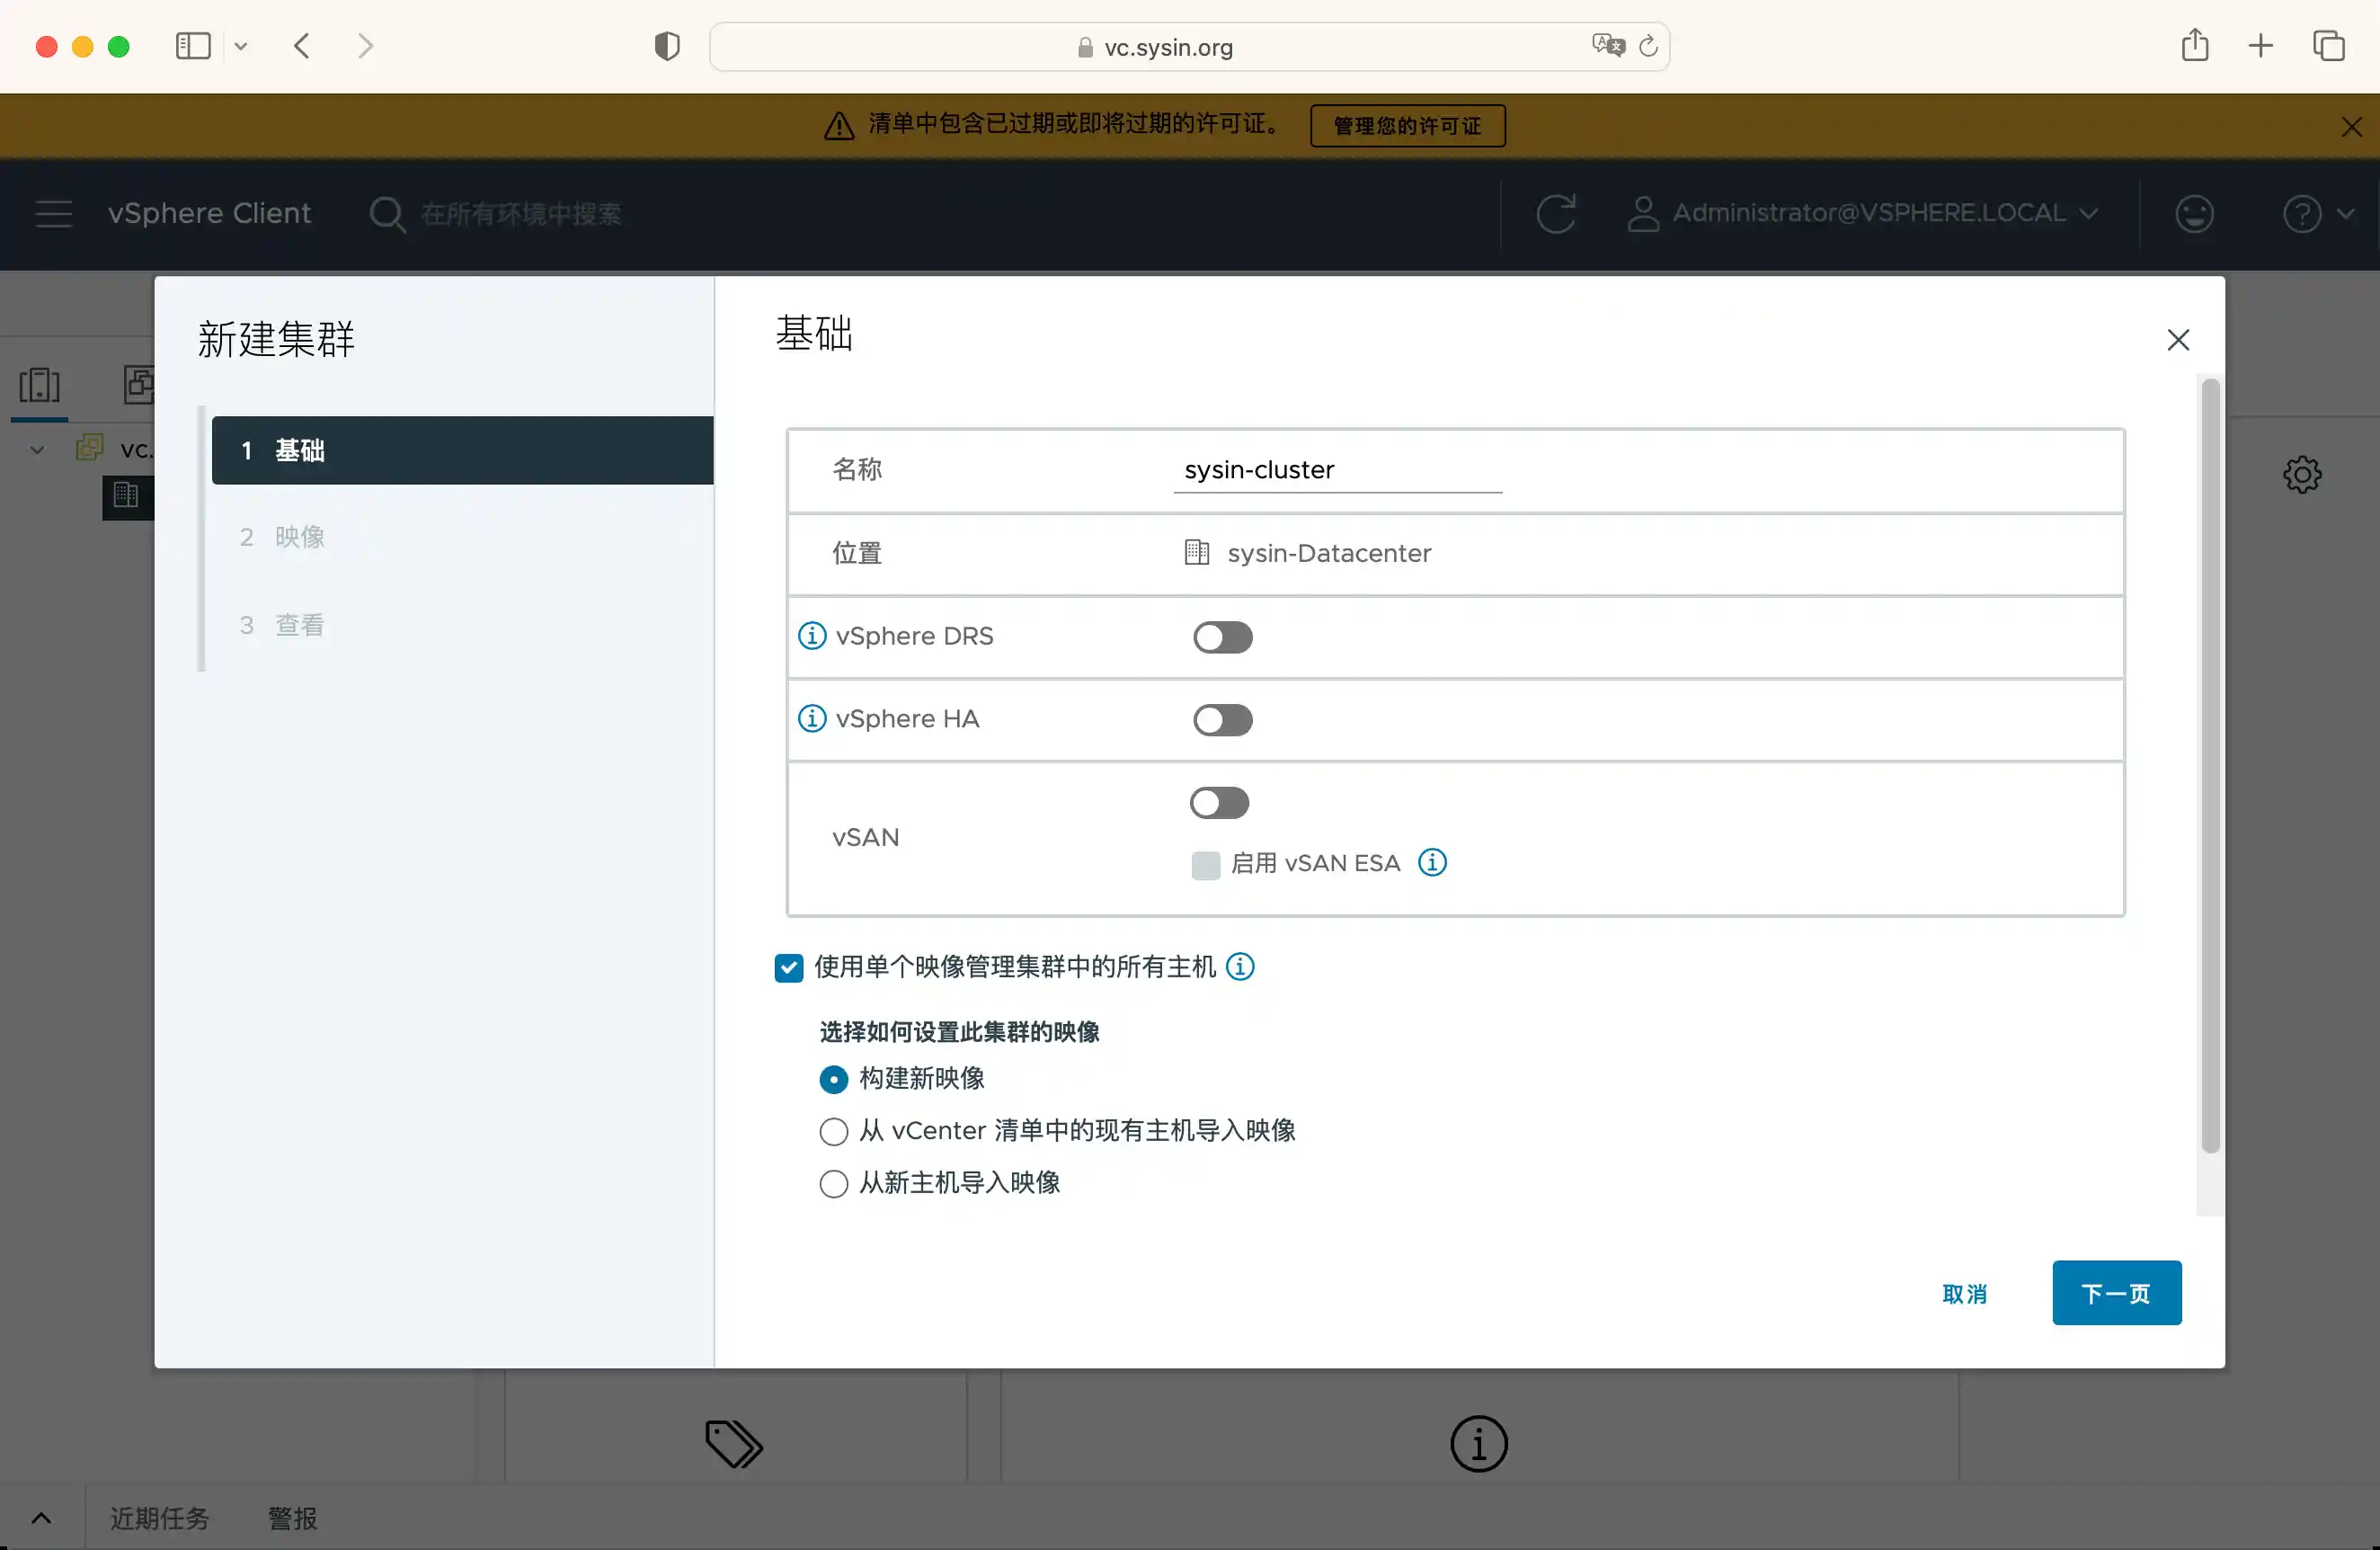 vc.sysin.org
清单中包含已过期或即将过期的许可证。 管理您的许可证
vSphere Client 在所有环境中搜索 Administrator@VSPHERE.LOCAL
新建集群
基础
vc.
1 基础
2 映像
3 查看
名称 sysin-cluster
位置 sysin-Datacenter
vSphere DRS
vSphere HA
vSAN
启用 vSAN ESA
使用单个映像管理集群中的所有主机
选择如何设置此集群的映像
构建新映像
从 vCenter 清单中的现有主机导入映像
从新主机导入映像
取消 下一页
近期任务 警报